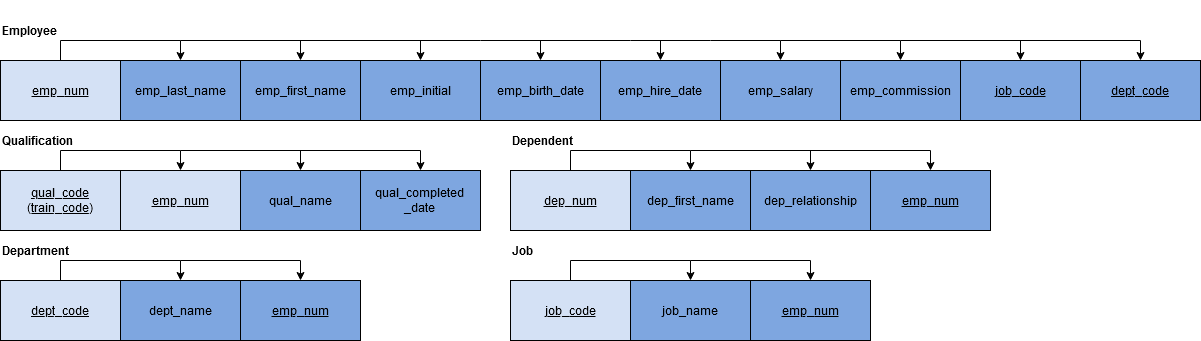 Employee
emp_num emp_last_name emp_first_name emp_initial emp_birth_date emp_hire_date emp_salary emp_commission job_code dept_code
Qualification
qual_code
(train_code)
emp_num
qual_name
qual_completed
_date
Dependent
dep_num dep_first_name dep_relationship emp_num
Department
dept_code dept_name emp_num
Job
job_code job_name emp_num